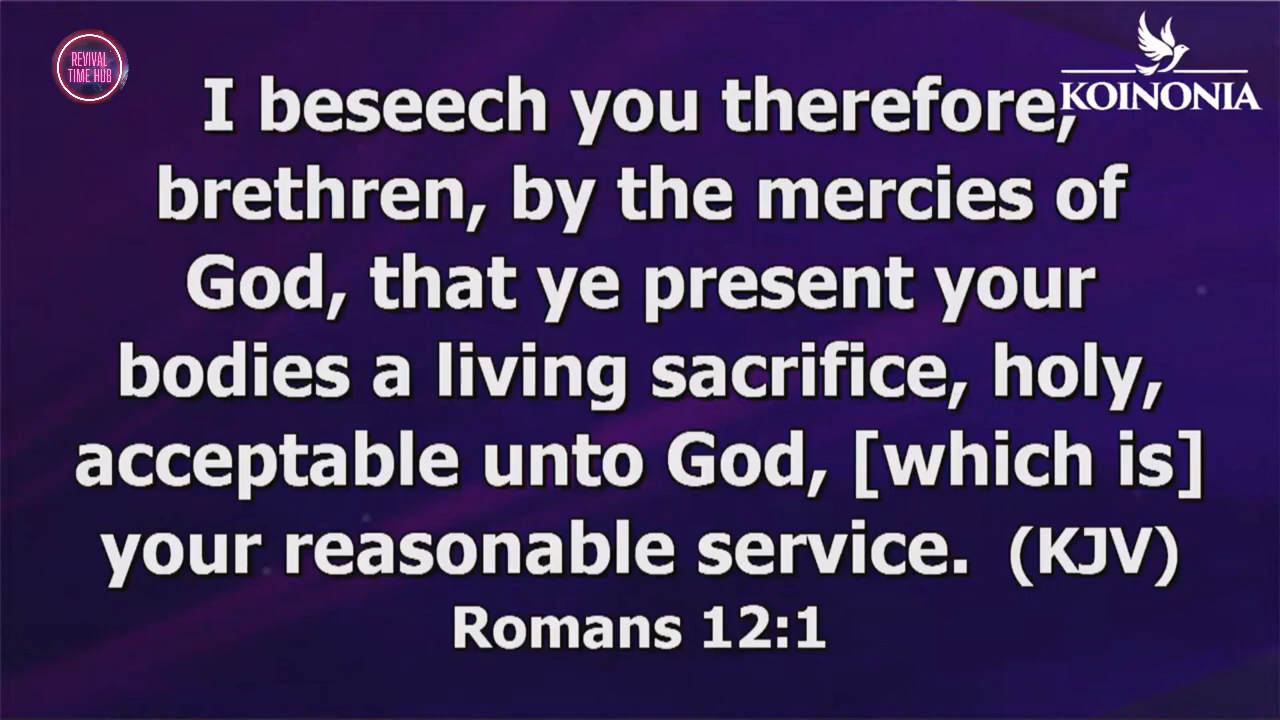 REVIVAL
TIME HUB
KOINONIA
I beseech you therefore,
brethren, by the mercies of
God, that ye present your
bodies a living sacrifice, holy,
acceptable unto God, [which is]
your reasonable service. (KJV)
Romans 12:1